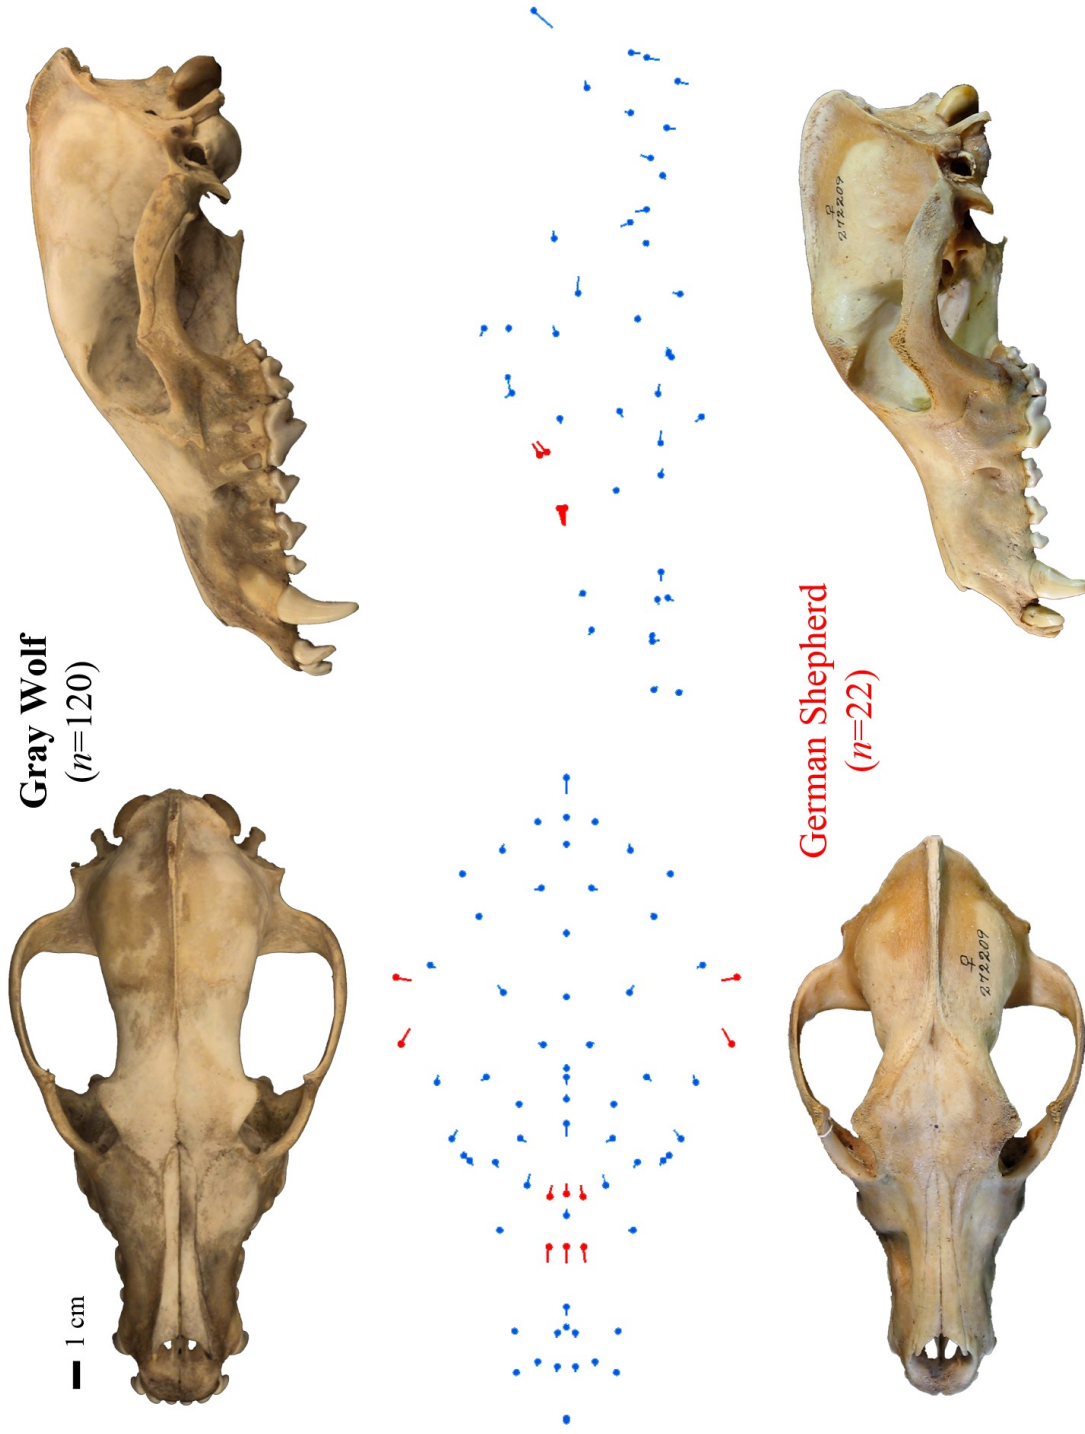 Gray Wolf
(n=120)
1 cm
German Shepherd
(n=22)
♀
272209
♀
272209